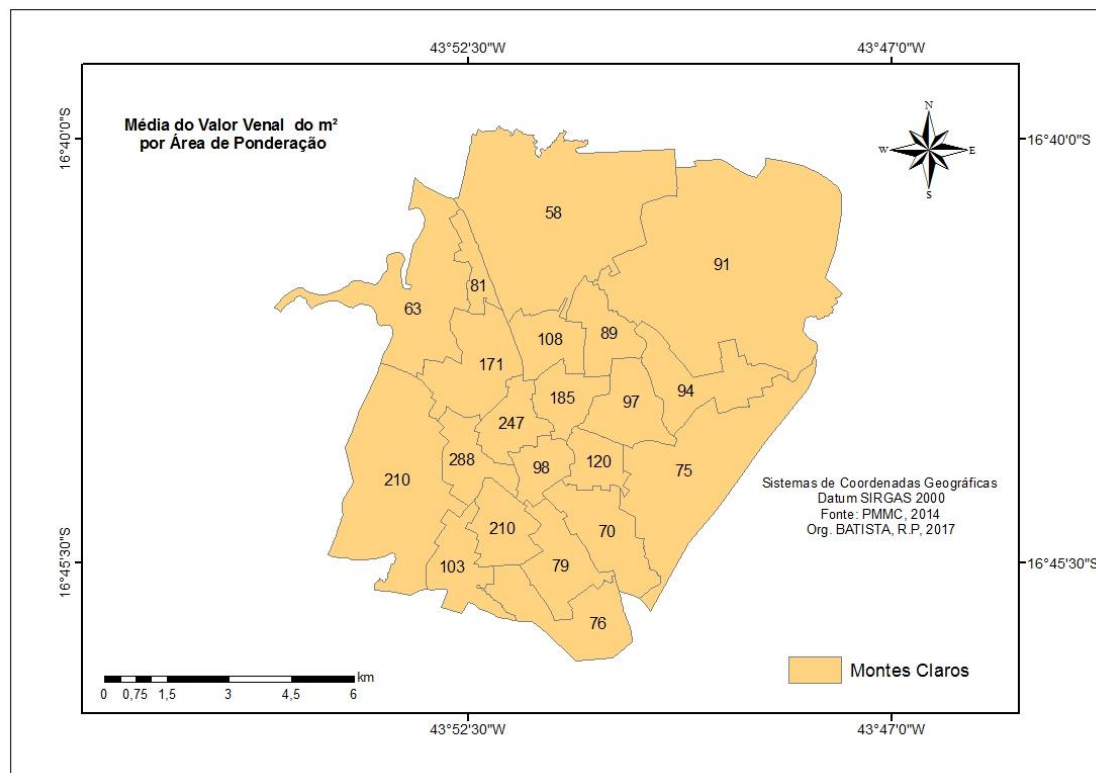 43°52'30"W
43°47'0"W
16°40'0"S
16°40'0"S
Média do Valor Venal do m²
por Área de Ponderação
N
W
E
S
58
91
81
63
108
89
171
94
185
97
247
288
98
120
75
210
Sistemas de Coordenadas Geográficas
Datum SIRGAS 2000
Fonte: PMMC, 2014
Org. BATISTA, R.P, 2017
210
70
103
79
16°45'30"S
16°45'30"S
76
Montes Claros
km
0 0,75 1,5 3 4,5 6
43°52'30"W
43°47'0"W